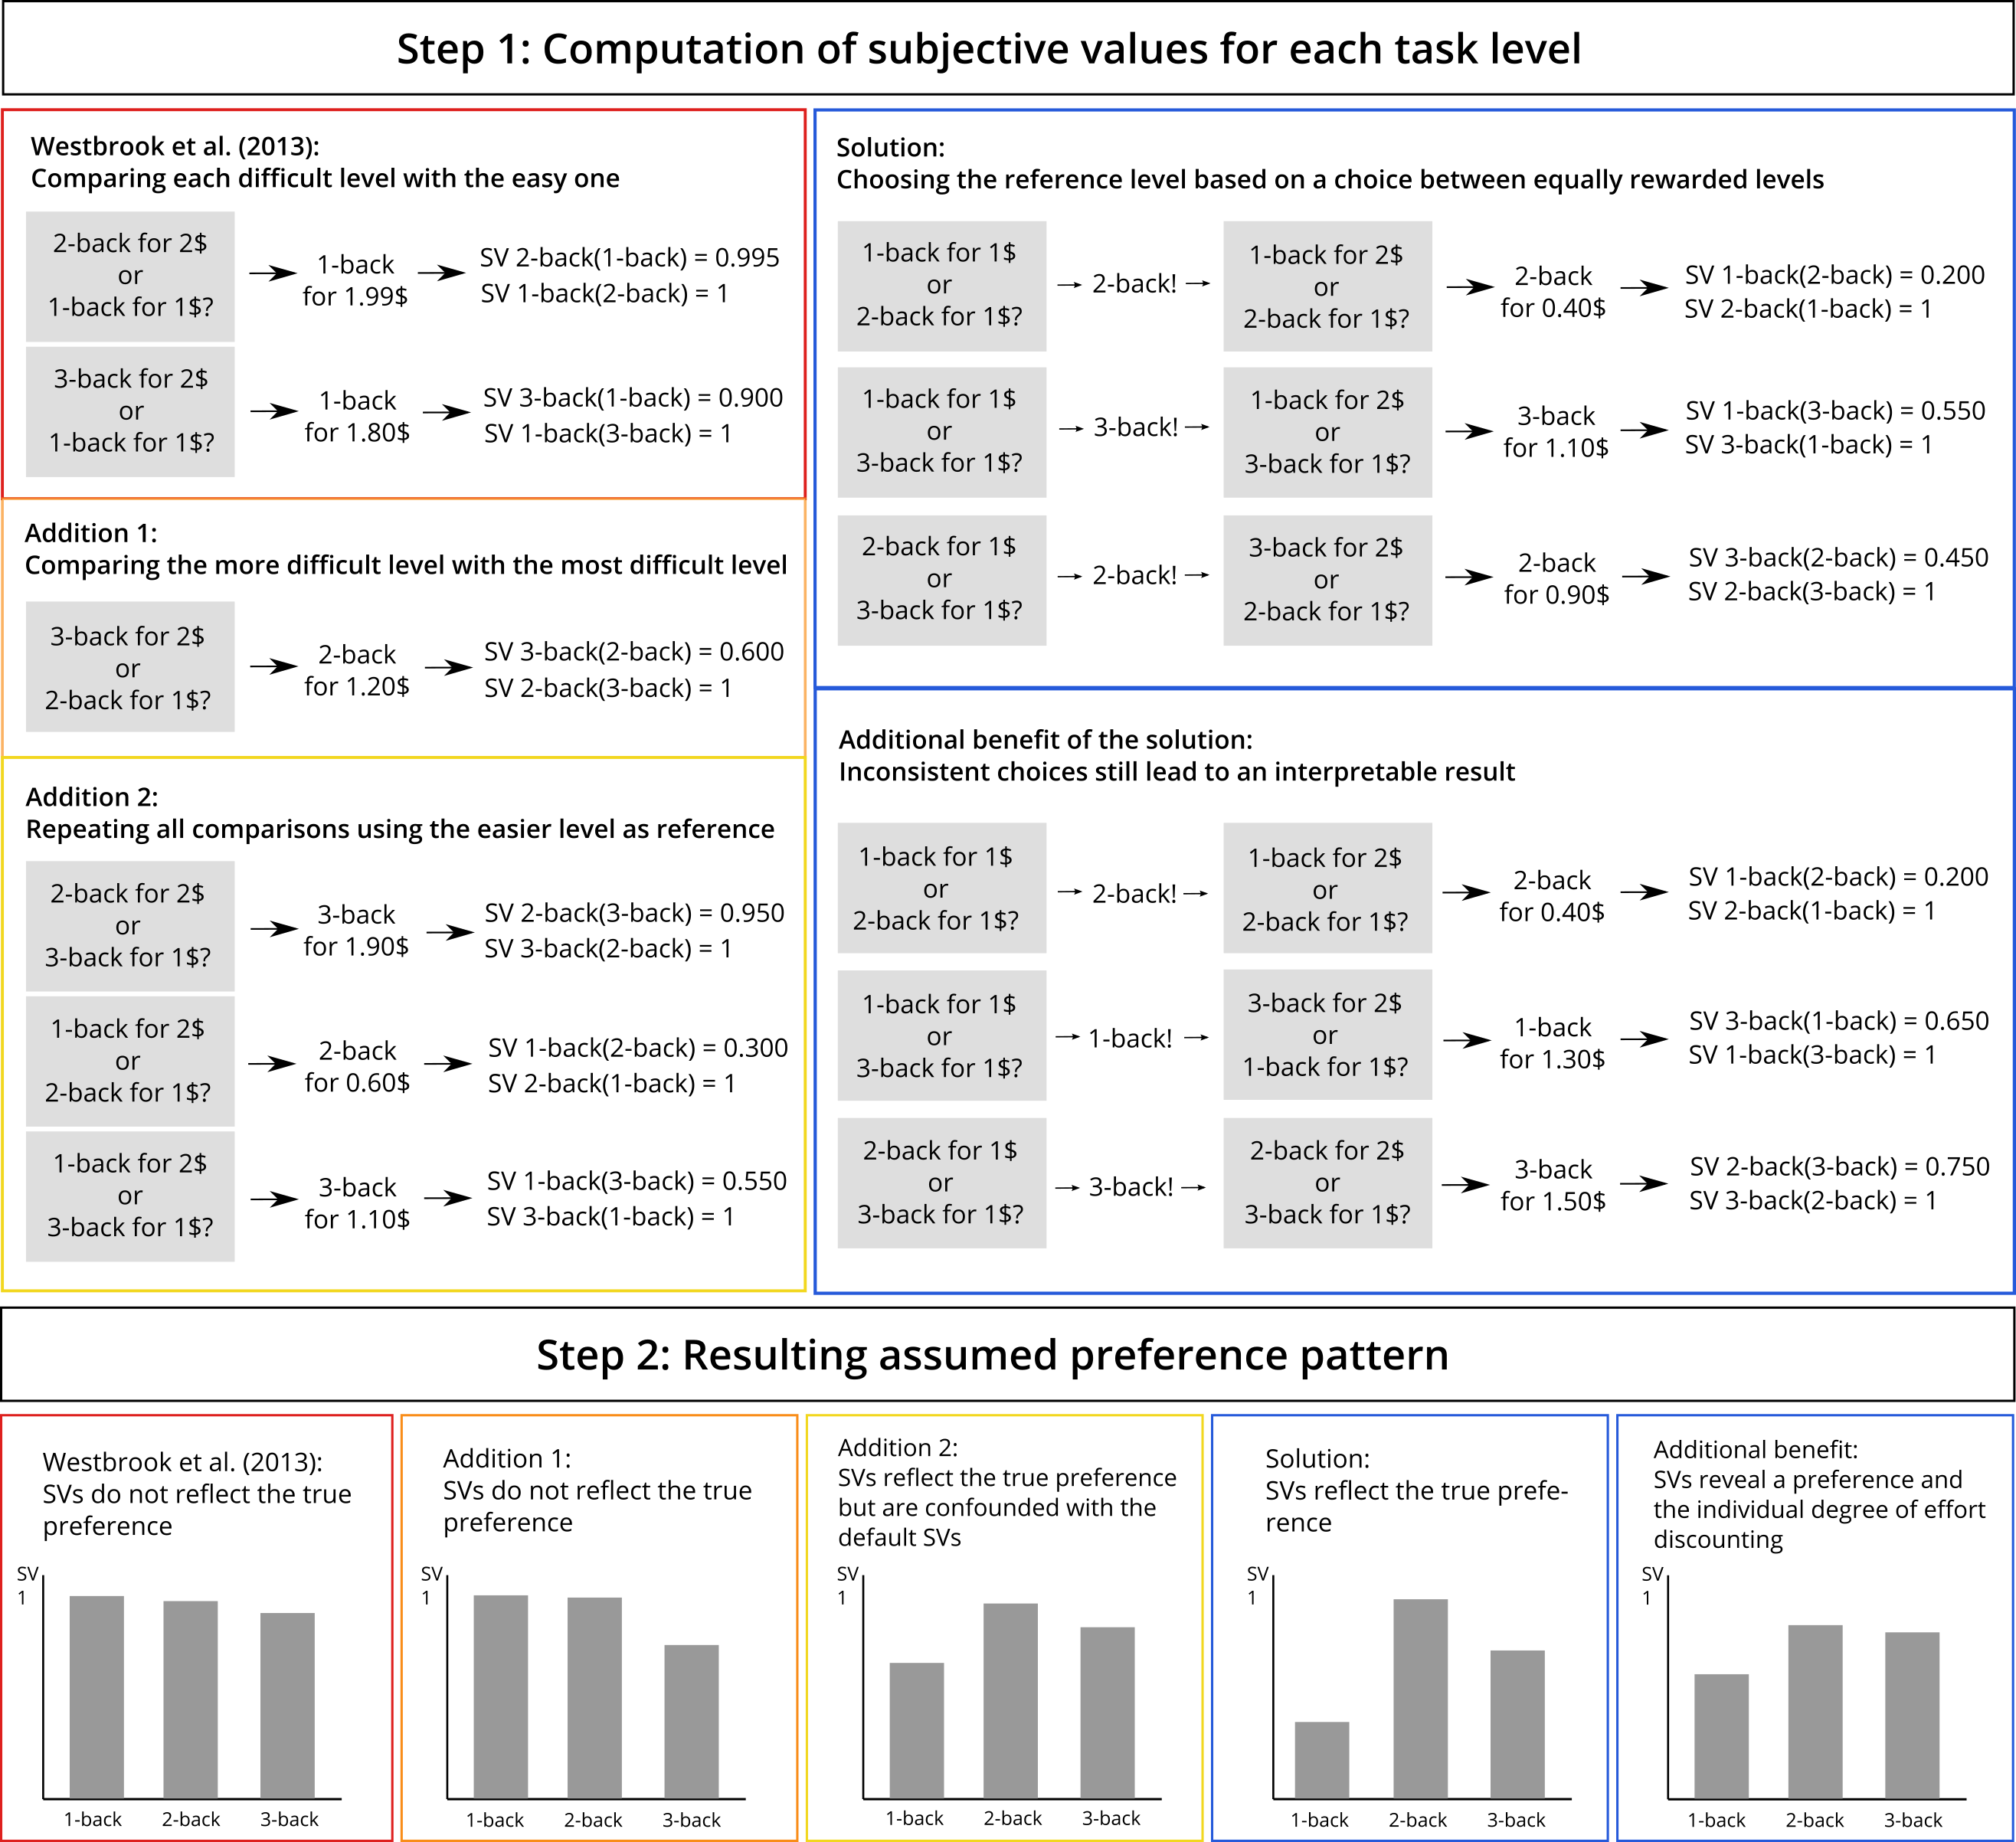 Step 1: Computation of subjective values for each task level
Westbrook et al. (2013):
Comparing each difficult level with the easy one
2-back for 2$
or
1-back for 1$?
1-back
for 1.99$
SV 2-back(1-back) = 0.995
SV 1-back(2-back) = 1
3-back for 2$
or
1-back for 1$?
1-back
for 1.80$
SV 3-back(1-back) = 0.900
SV 1-back(3-back) = 1
Addition 1:
Comparing the more difficult level with the most difficult level
3-back for 2$
or
2-back for 1$?
2-back
for 1.20$
SV 3-back(2-back) = 0.600
SV 2-back(3-back) = 1
Addition 2:
Repeating all comparisons using the easier level as reference
2-back for 2$
or
3-back for 1$?
3-back
for 1.90$
SV 2-back(3-back) = 0.950
SV 3-back(2-back) = 1
1-back for 2$
or
2-back for 1$?
2-back
for 0.60$
SV 1-back(2-back) = 0.300
SV 2-back(1-back) = 1
1-back for 2$
or
3-back for 1$?
3-back
for 1.10$
SV 1-back(3-back) = 0.550
SV 3-back(1-back) = 1
Solution:
Choosing the reference level based on a choice between equally rewarded levels
1-back for 1$
or
2-back for 1$?
2-back!
1-back for 2$
or
2-back for 1$?
2-back
for 0.40$
SV 1-back(2-back) = 0.200
SV 2-back(1-back) = 1
1-back for 1$
or
3-back for 1$?
3-back!
1-back for 2$
or
3-back for 1$?
3-back
for 1.10$
SV 1-back(3-back) = 0.550
SV 3-back(1-back) = 1
2-back for 1$
or
3-back for 1$?
2-back!
3-back for 2$
or
2-back for 1$?
2-back
for 0.90$
SV 3-back(2-back) = 0.450
SV 2-back(3-back) = 1
Additional benefit of the solution:
Inconsistent choices still lead to an interpretable result
1-back for 1$
or
2-back for 1$?
2-back!
1-back for 2$
or
2-back for 1$?
2-back
for 0.40$
SV 1-back(2-back) = 0.200
SV 2-back(1-back) = 1
1-back for 1$
or
3-back for 1$?
1-back!
3-back for 2$
or
1-back for 1$?
1-back
for 1.30$
SV 3-back(1-back) = 0.650
SV 1-back(3-back) = 1
2-back for 1$
or
3-back for 1$?
3-back!
2-back for 2$
or
3-back for 1$?
3-back
for 1.50$
SV 2-back(3-back) = 0.750
SV 3-back(2-back) = 1
Step 2: Resulting assumed preference pattern
Westbrook et al. (2013):
SVs do not reflect the true
preference
SV
1
1-back 2-back 3-back
Addition 1:
SVs do not reflect the true
preference
SV
1
1-back 2-back 3-back
Addition 2:
SVs reflect the true preference
but are confounded with the
default SVs
SV
1
1-back 2-back 3-back
Solution:
SVs reflect the true prefe-
rence
SV
1
1-back 2-back 3-back
Additional benefit:
SVs reveal a preference and
the individual degree of effort
discounting
SV
1
1-back 2-back 3-back